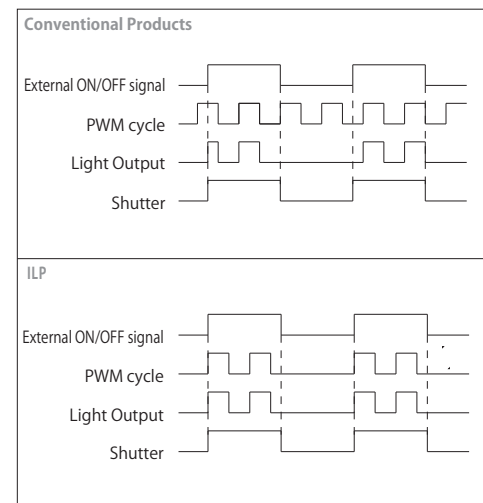 Conventional Products
External ON/OFF signal
PWM cycle
Light Output
Shutter
ILP
External ON/OFF signal
PWM cycle
Light Output
Shutter